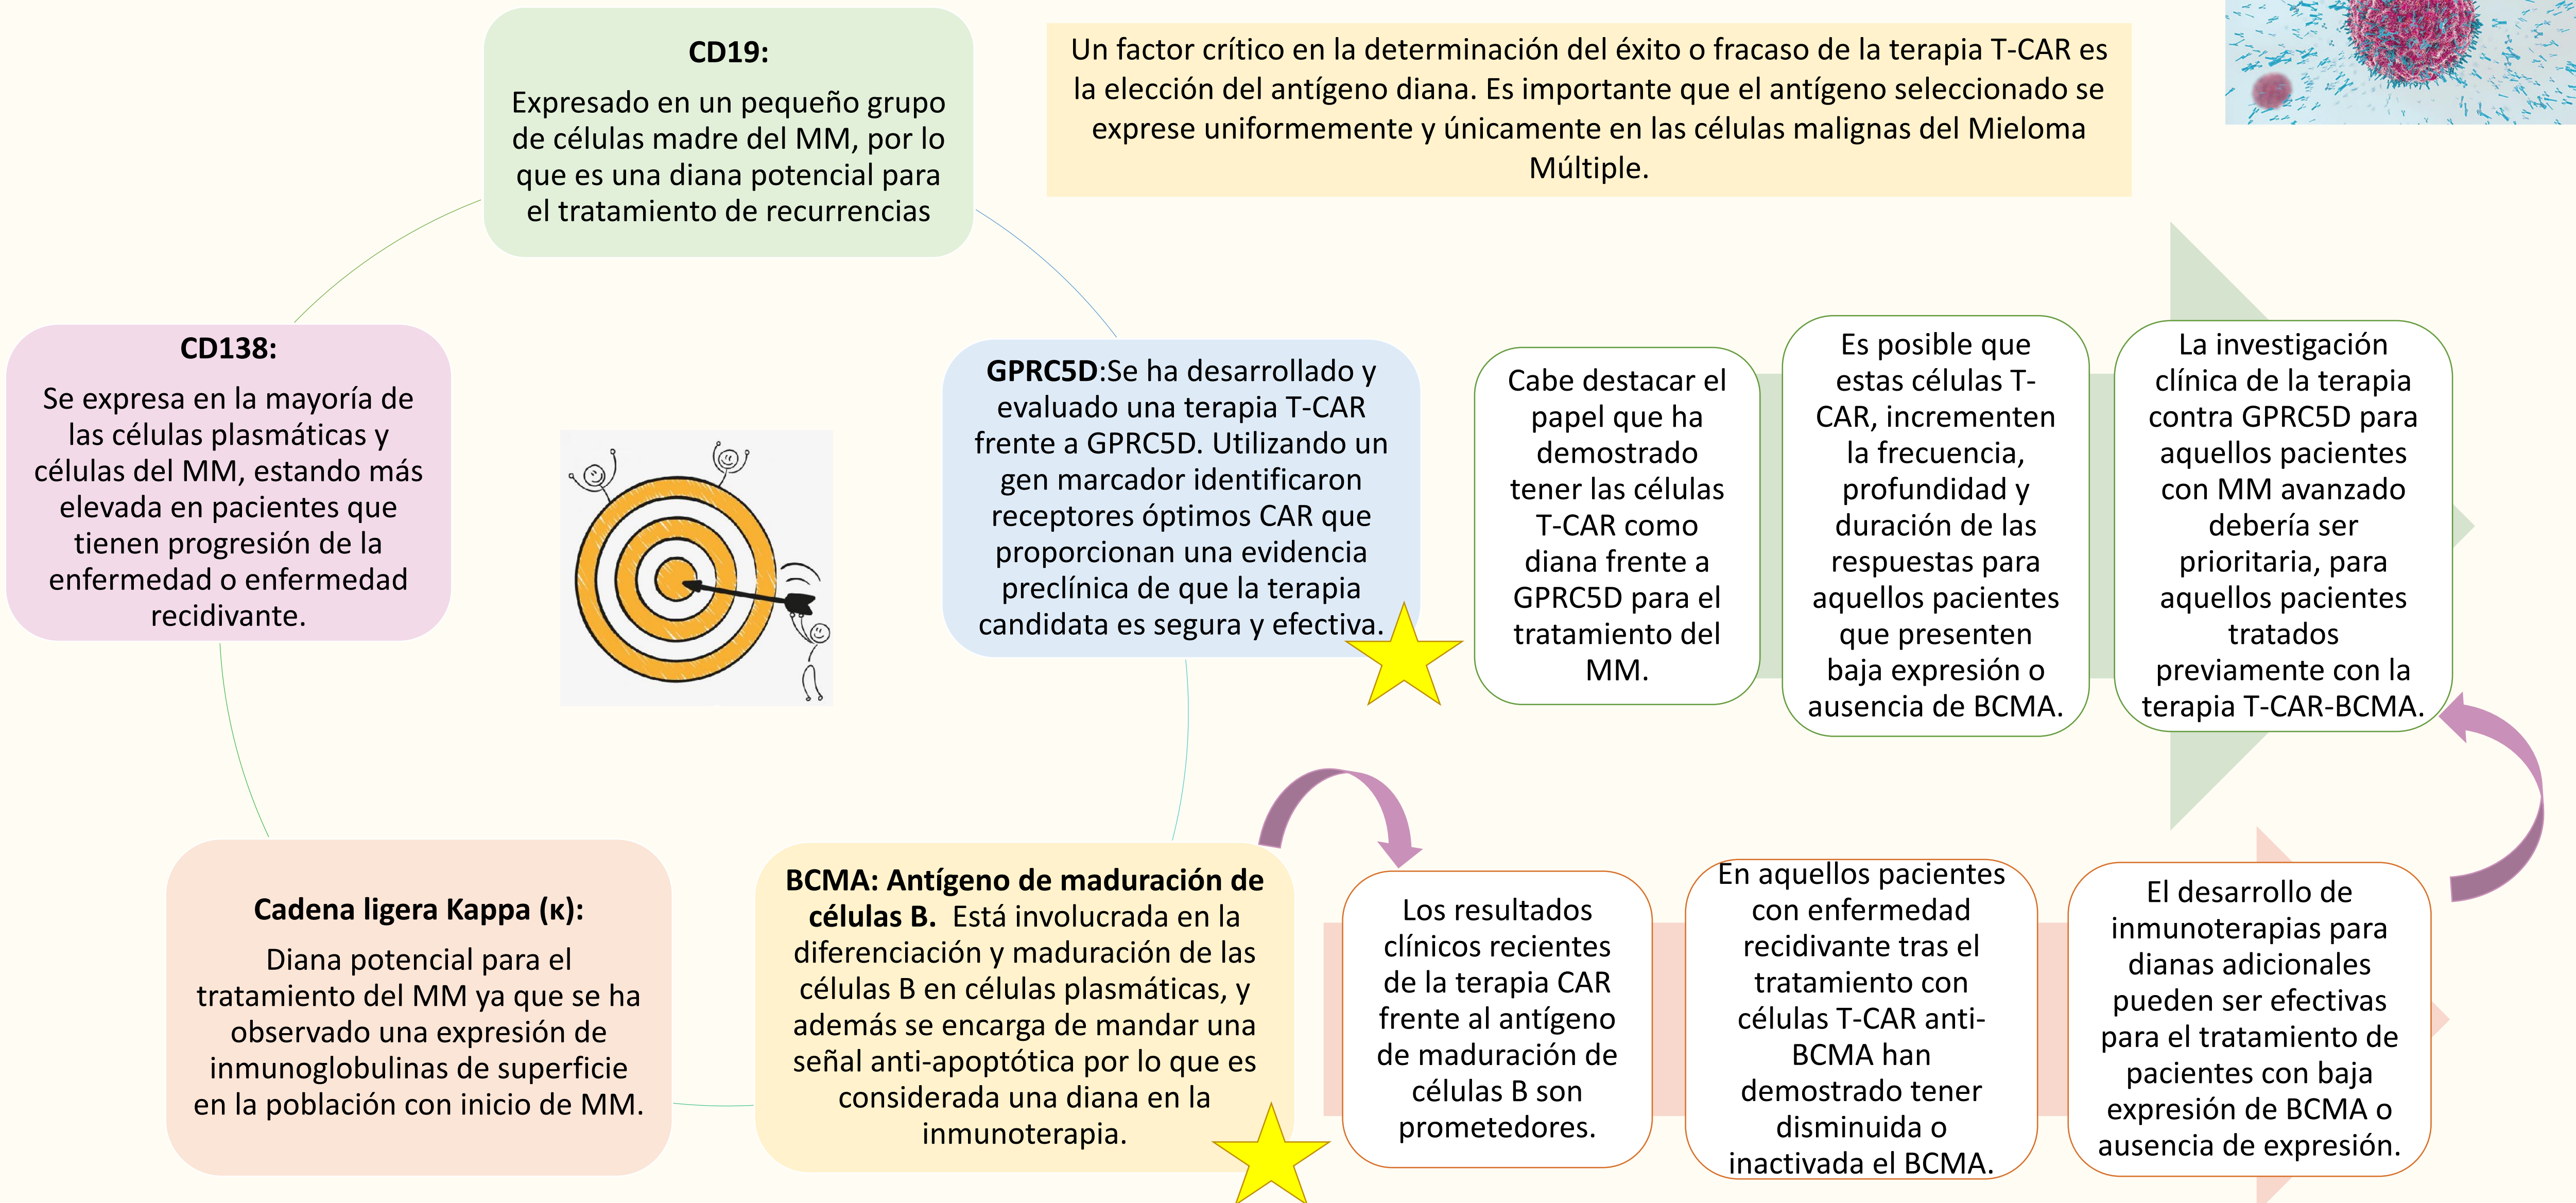 CD19:
Expresado en un pequeño grupo
de células madre del MM, por lo
que es una diana potencial para
el tratamiento de recurrencias
Un factor crítico en la determinación del éxito o fracaso de la terapia T-CAR es
la elección del antígeno diana. Es importante que el antígeno seleccionado se
exprese uniformemente y únicamente en las células malignas del Mieloma
Múltiple.
CD138:
Se expresa en la mayoría de
las células plasmáticas y
células del MM, estando más
elevada en pacientes que
tienen progresión de la
enfermedad o enfermedad
recidivante.
GPRC5D:Se ha desarrollado y
evaluado una terapia T-CAR
frente a GPRC5D. Utilizando un
gen marcador identificaron
receptores óptimos CAR que
proporcionan una evidencia
preclínica de que la terapia
candidata es segura y efectiva.
Cabe destacar el
papel que ha
demostrado
tener las células
T-CAR como
diana frente a
GPRC5D para el
tratamiento del
MM.
Es posible que
estas células T-
CAR, incrementen
la frecuencia,
profundidad y
duración de las
respuestas para
aquellos pacientes
que presenten
baja expresión o
ausencia de BCMA.
La investigación
clínica de la terapia
contra GPRC5D para
aquellos pacientes
con MM avanzado
debería ser
prioritaria, para
aquellos pacientes
tratados
previamente con la
terapia T-CAR-BCMA.
Cadena ligera Kappa (κ):
Diana potencial para el
tratamiento del MM ya que se ha
observado una expresión de
inmunoglobulinas de superficie
en la población con inicio de MM.
BCMA: Antígeno de maduración de
células B. Está involucrada en la
diferenciación y maduración de las
células B en células plasmáticas, y
además se encarga de mandar una
señal anti-apoptótica por lo que es
considerada una diana en la
inmunoterapia.
Los resultados
clínicos recientes
de la terapia CAR
frente al antígeno
de maduración de
células B son
prometedores.
En aquellos pacientes
con enfermedad
recidivante tras el
tratamiento con
células T-CAR anti-
BCMA han
demostrado tener
disminuida o
inactivada el BCMA.
El desarrollo de
inmunoterapias para
dianas adicionales
pueden ser efectivas
para el tratamiento de
pacientes con baja
expresión de BCMA o
ausencia de expresión.